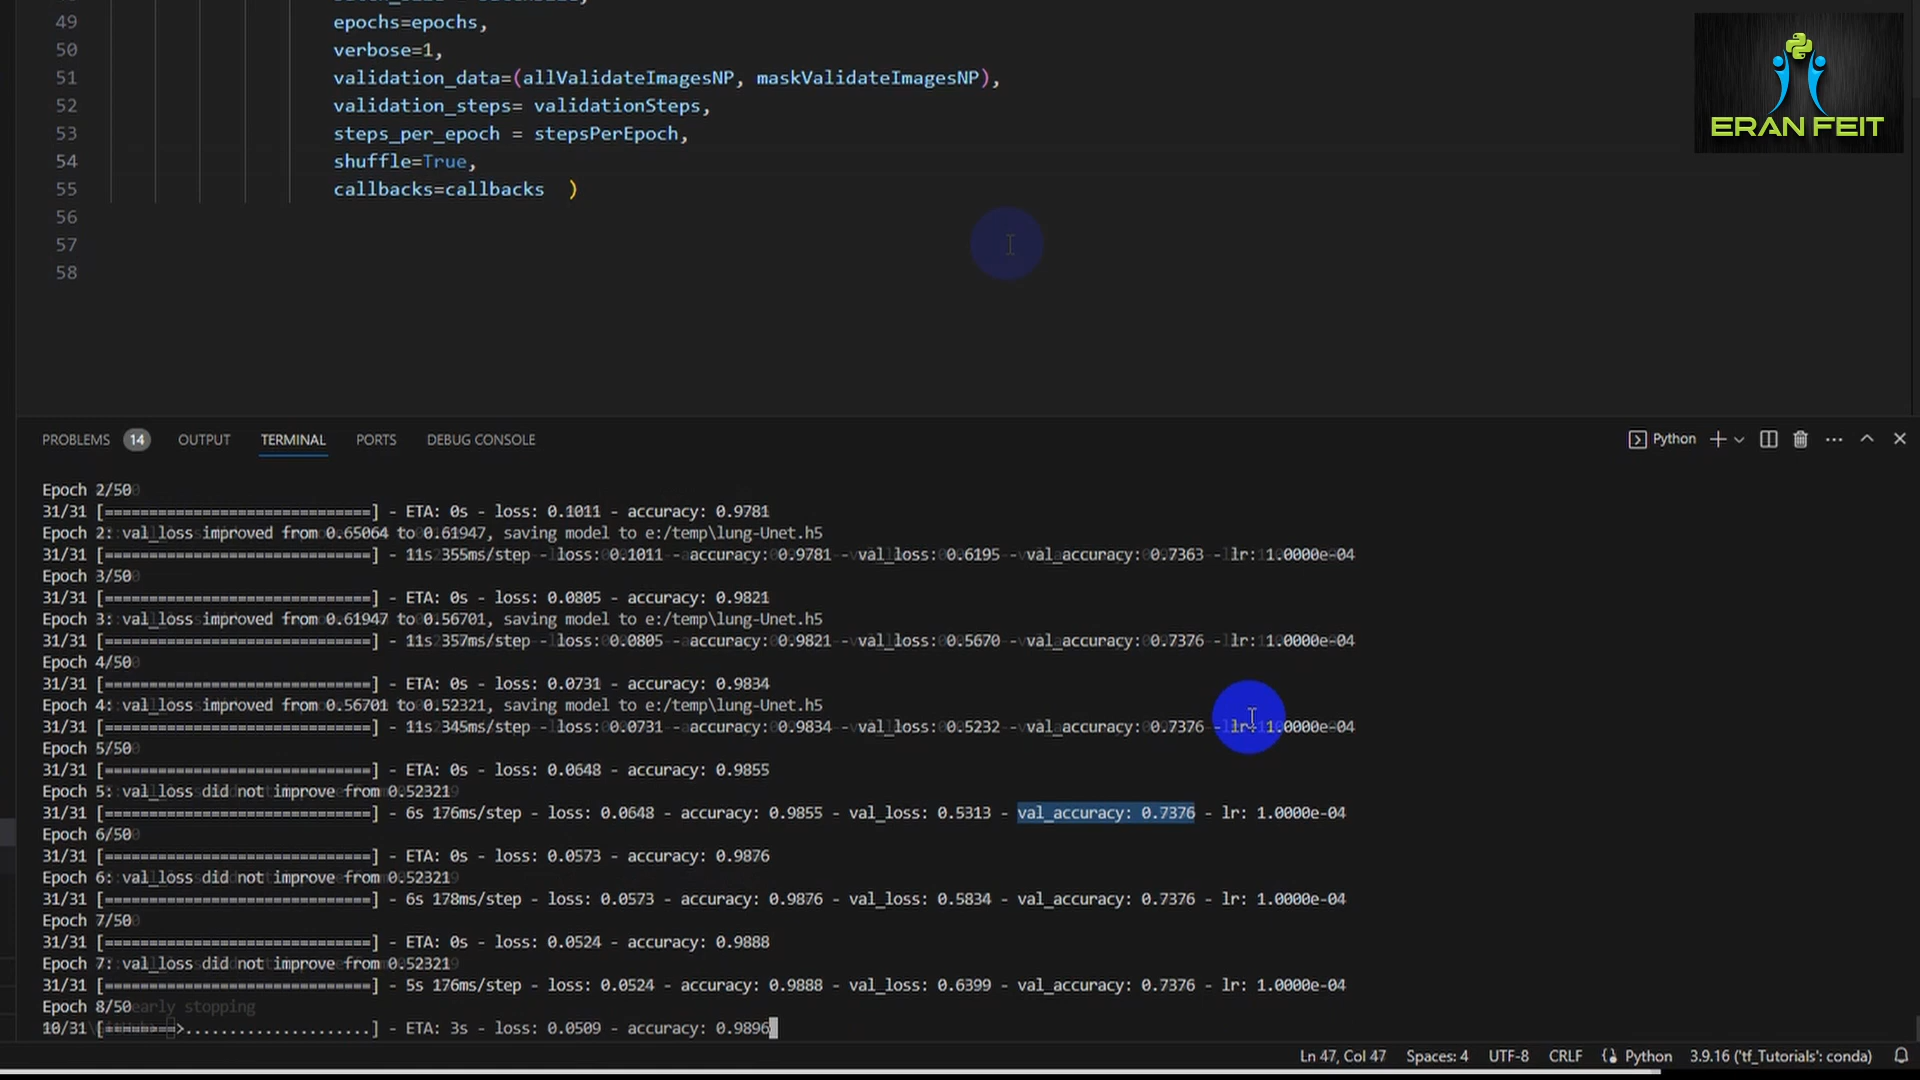 49 epochs=epochs,
50 verbose=1,
51 validation_data=(allValidateImagesNP, maskValidateImagesNP),
52 validation_steps= validationSteps,
53 steps_per_epoch = stepsPerEpoch,
54 shuffle=True,
55 callbacks=callbacks )
56
57
58
ERAN FEIT
PROBLEMS 14 OUTPUT TERMINAL PORTS DEBUG CONSOLE Python
Epoch 2/50
31/31 [==============================] - ETA: 0s - loss: 0.1011 - accuracy: 0.9781
Epoch 2: val_loss improved from 0.65064 to 0.61947, saving model to e:/temp\lung-Unet.h5
31/31 [==============================] - 11s 355ms/step - loss: 0.1011 - accuracy: 0.9781 - val_loss: 0.6195 - val_accuracy: 0.7363 - lr: 1.0000e-04
Epoch 3/50
31/31 [==============================] - ETA: 0s - loss: 0.0805 - accuracy: 0.9821
Epoch 3: val_loss improved from 0.61947 to 0.56701, saving model to e:/temp\lung-Unet.h5
31/31 [==============================] - 11s 357ms/step - loss: 0.0805 - accuracy: 0.9821 - val_loss: 0.5670 - val_accuracy: 0.7376 - lr: 1.0000e-04
Epoch 4/50
31/31 [==============================] - ETA: 0s - loss: 0.0731 - accuracy: 0.9834
Epoch 4: val_loss improved from 0.56701 to 0.52321, saving model to e:/temp\lung-Unet.h5
31/31 [==============================] - 11s 345ms/step - loss: 0.0731 - accuracy: 0.9834 - val_loss: 0.5232 - val_accuracy: 0.7376 - lr: 1.0000e-04
Epoch 5/50
31/31 [==============================] - ETA: 0s - loss: 0.0648 - accuracy: 0.9855
Epoch 5: val_loss did not improve from 0.52321
31/31 [==============================] - 6s 176ms/step - loss: 0.0648 - accuracy: 0.9855 - val_loss: 0.5313 - val_accuracy: 0.7376 - lr: 1.0000e-04
Epoch 6/50
31/31 [==============================] - ETA: 0s - loss: 0.0573 - accuracy: 0.9876
Epoch 6: val_loss did not improve from 0.52321
31/31 [==============================] - 6s 178ms/step - loss: 0.0573 - accuracy: 0.9876 - val_loss: 0.5834 - val_accuracy: 0.7376 - lr: 1.0000e-04
Epoch 7/50
31/31 [==============================] - ETA: 0s - loss: 0.0524 - accuracy: 0.9888
Epoch 7: val_loss did not improve from 0.52321
31/31 [==============================] - 5s 176ms/step - loss: 0.0524 - accuracy: 0.9888 - val_loss: 0.6399 - val_accuracy: 0.7376 - lr: 1.0000e-04
Epoch 8/50 early stopping
10/31 [========>.....................] - ETA: 3s - loss: 0.0509 - accuracy: 0.9896
Ln 47, Col 47 Spaces: 4 UTF-8 CRLF Python 3.9.16 ('tf_Tutorials': conda)